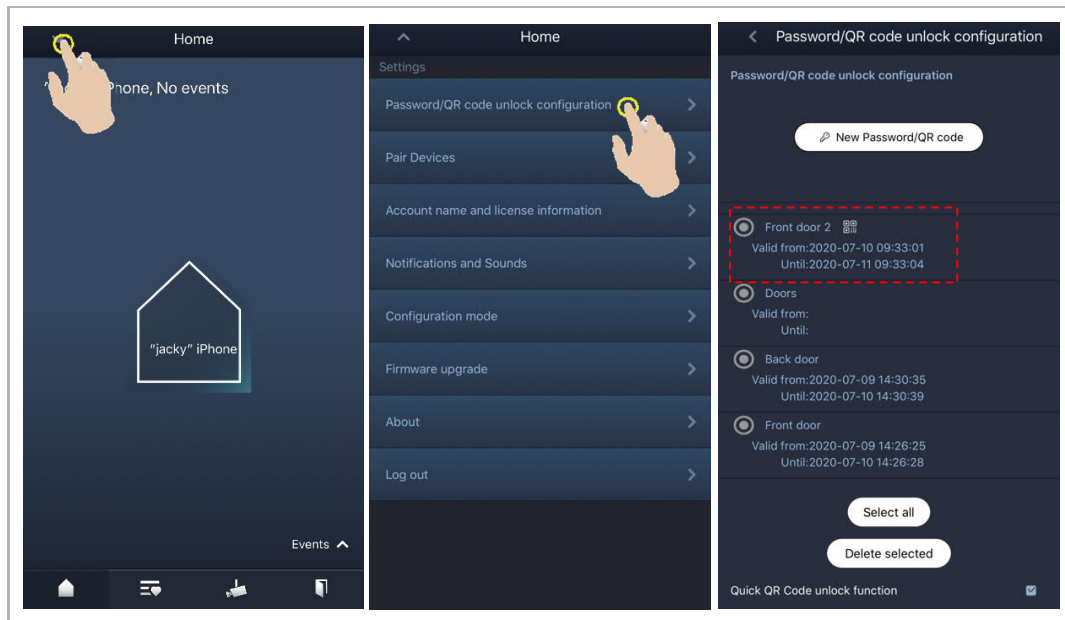 Home
Phone, No events
"jacky" iPhone
Events
Home
Settings
Password/QR code unlock configuration
Pair Devices
Account name and license information
Notifications and Sounds
Configuration mode
Firmware upgrade
About
Log out
Password/QR code unlock configuration
Password/QR code unlock configuration
New Password/QR code
Front door 2
Valid from:2020-07-10 09:33:01
Until:2020-07-11 09:33:04
Doors
Valid from:
Until:
Back door
Valid from:2020-07-09 14:30:35
Until:2020-07-10 14:30:39
Front door
Valid from:2020-07-09 14:26:25
Until:2020-07-10 14:26:28
Select all
Delete selected
Quick QR Code unlock function